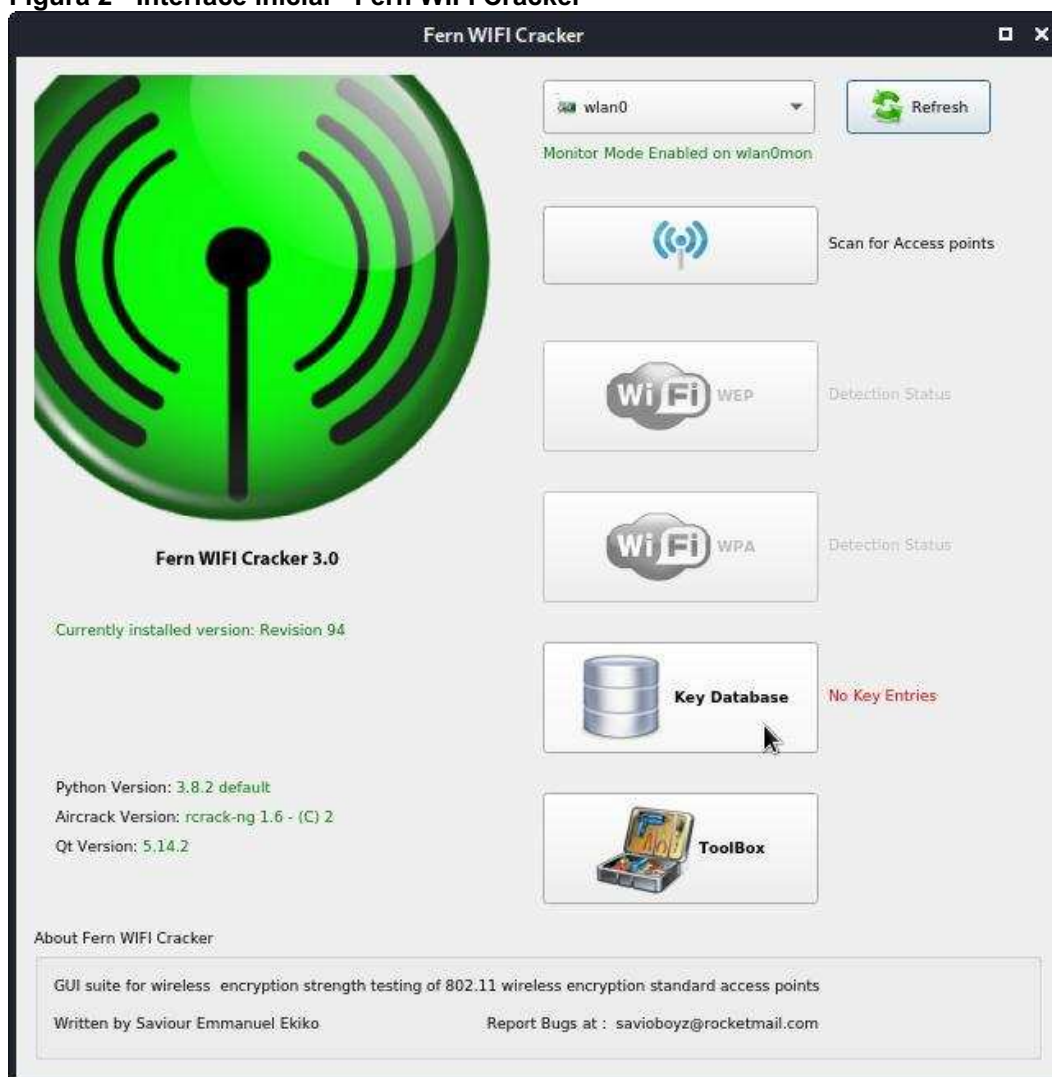 Figura 2 - Interface inicial - Fern WIFI Cracker
Fern WIFI Cracker
wlan0
Refresh
Monitor Mode Enabled on wlan0mon
Scan for Access points
WiFi WEP
Detection Status
WiFi WPA
Detection Status
Fern WIFI Cracker 3.0
Currently installed version: Revision 94
Key Database
No Key Entries
Python Version: 3.8.2 default
Aircrack Version: rcrack-ng 1.6 - (C) 2
Qt Version: 5.14.2
ToolBox
About Fern WIFI Cracker
GUI suite for wireless encryption strength testing of 802.11 wireless encryption standard access points
Written by Saviour Emmanuel Ekiko
Report Bugs at : savioboyz@rocketmail.com